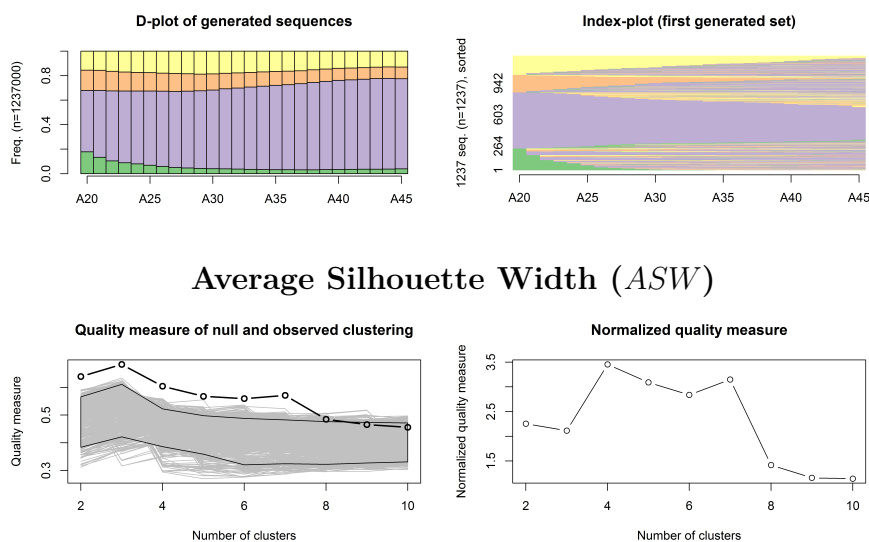 D-plot of generated sequences
Freq. (n=1237000)
0.0 0.4 0.8
A20 A25 A30 A35 A40 A45
Index-plot (first generated set)
1237 seq. (n=1237), sorted
1 264 603 942
A20 A25 A30 A35 A40 A45
Average Silhouette Width (ASW)
Quality measure of null and observed clustering
Quality measure
0.3 0.5
2 4 6 8 10
Number of clusters
Normalized quality measure
Normalized quality measure
1.5 2.5 3.5
2 4 6 8 10
Number of clusters